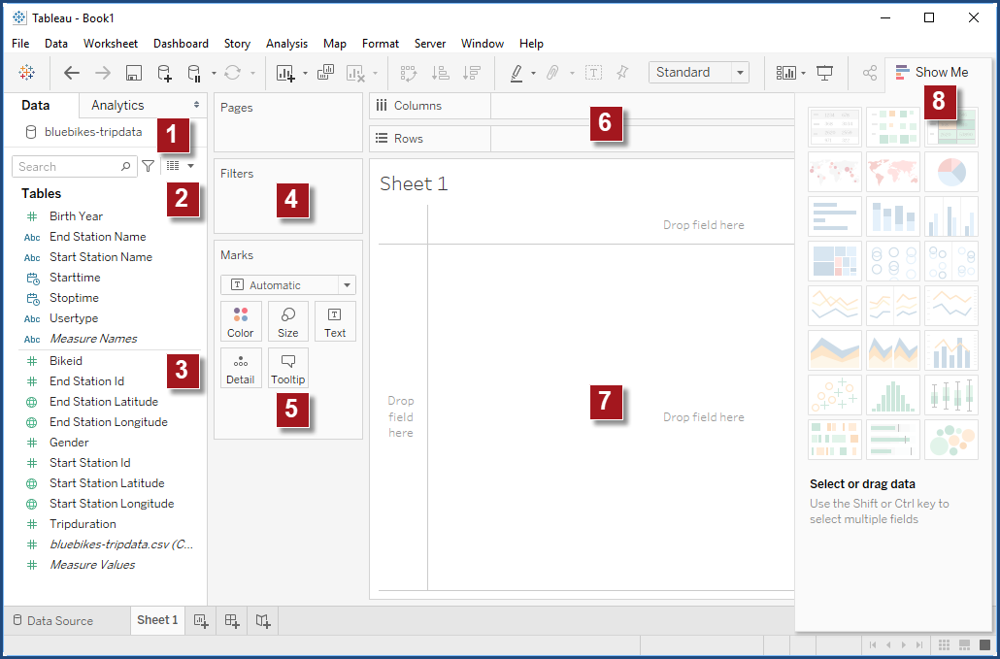 Tableau - Book1
File Data Worksheet Dashboard Story Analysis Map Format Server Window Help
Standard
Show Me
Data Analytics
bluebikes-tripdata
1
Search
2
Tables
Birth Year
Abc End Station Name
Abc Start Station Name
Starttime
Stoptime
Abc Usertype
Abc Measure Names
Bikeid
3
End Station Id
End Station Latitude
End Station Longitude
Gender
Start Station Id
Start Station Latitude
Start Station Longitude
Tripduration
bluebikes-tripdata.csv (C...
Measure Values
Pages
Filters
4
Marks
T Automatic
Color Size Text
Detail Tooltip
5
Columns
Rows
6
Sheet 1
Drop field here
Drop
field
here
7
Drop field here
8
Select or drag data
Use the Shift or Ctrl key to
select multiple fields
Data Source Sheet 1